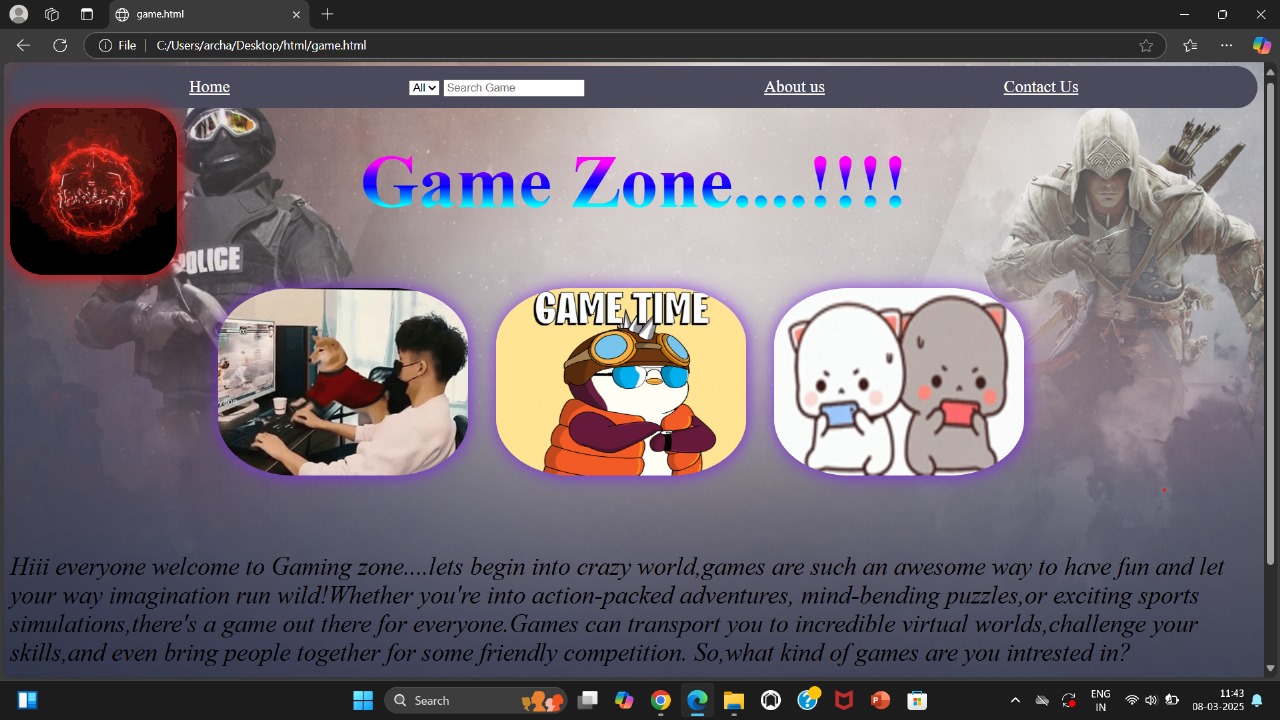 game.html
File
C:/Users/archa/Desktop/html/game.html
Home
All
Search Game
About us
Contact Us
Game Zone....!!!!
POLICE
GAME TIME
Hiii everyone welcome to Gaming zone....lets begin into crazy world,games are such an awesome way to have fun and let
your way imagination run wild!Whether you're into action-packed adventures, mind-bending puzzles,or exciting sports
simulations,there's a game out there for everyone.Games can transport you to incredible virtual worlds,challenge your
skills,and even bring people together for some friendly competition. So,what kind of games are you intrested in?
Search
ENG
IN
11:43
08-03-2025